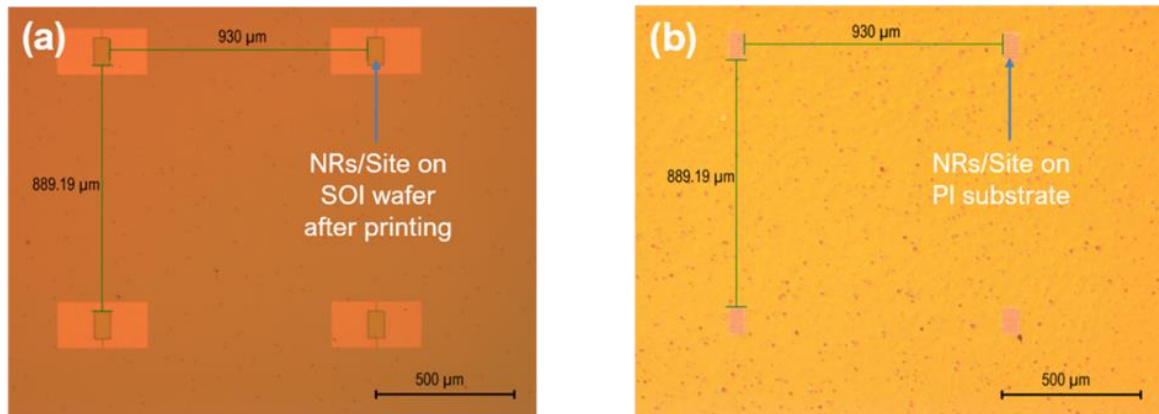 (a)
930 µm
889.19 µm
NRs/Site on
SOI wafer
after printing
500 µm
(b)
930 µm
889.19 µm
NRs/Site on
PI substrate
500 µm